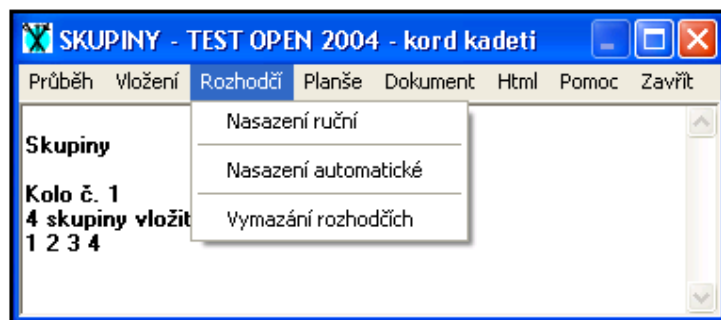 SKUPINY - TEST OPEN 2004 - kord kadeti
Průběh Vložení Rozhodčí Planše Dokument Html Pomoc Zavřít
Nasazení ruční
Skupiny
Nasazení automatické
Kolo č. 1
4 skupiny vložit
Vymazání rozhodčích
1 2 3 4